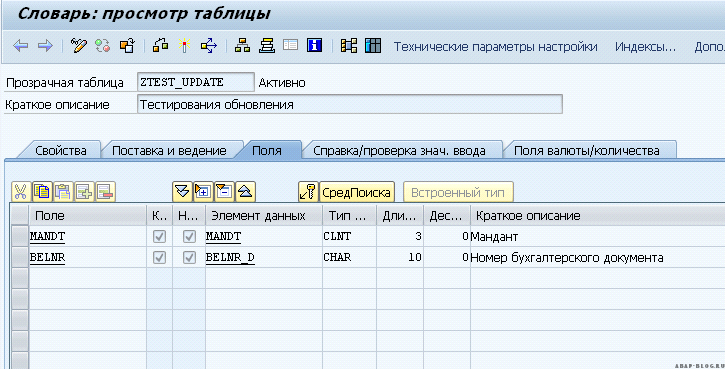 Словарь: просмотр таблицы
Технические параметры настройки Индексы... Допо.
Прозрачная таблица ZTEST_UPDATE Активно
Краткое описание Тестирования обновления
Свойства Поставка и ведение Поля Справка/проверка знач. ввода Поля валюты/количества
СредПоиска Встроенный тип
Поле К.. Н... Элемент данных Тип ... Дли... Дес... Краткое описание
MANDT MANDT CLNT 3 0 Мандант
BELNR BELNR_D CHAR 10 0 Номер бухгалтерского документа
ABAP-BLOG.RU